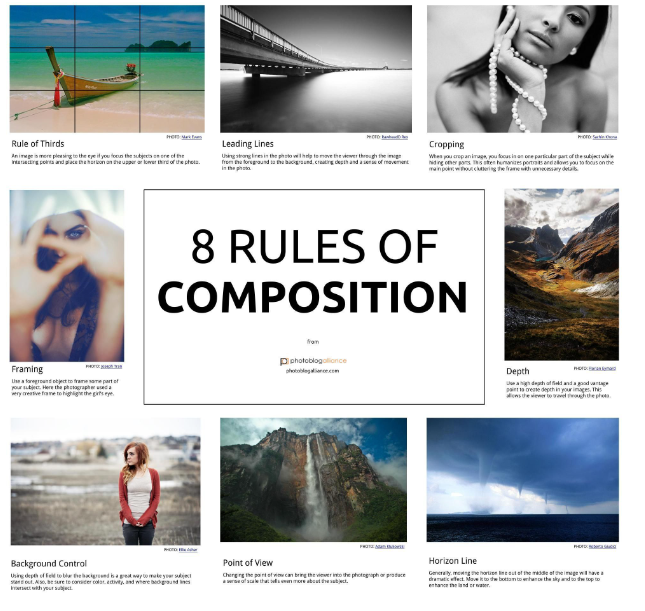 PHOTO: Mark Evans
Rule of Thirds
An image is more pleasing to the eye if you focus the subjects on one of the
intersecting points and place the horizon on the upper or lower third of the photo.
PHOTO:
Leading Lines
Using strong lines in the photo will help to move the viewer through the image
from the foreground to the background, creating depth and a sense of movement
in the photo.
PHOTO:
Cropping
When you crop an image, you focus in on one particular part of the subject while
hiding other parts. This often humanizes portraits and allows you to focus on the
main point without cluttering the frame with unnecessary details.
8 RULES OF
COMPOSITION
from
photoblogalliance
photoblogalliance.com
PHOTO: Joseph
Framing
Use a foreground object to frame some part of
your subject. Here the photographer used a
very creative frame to highlight the girl's eye.
PHOTO: Florian
Depth
Use a high depth of field and a good vantage
point to create depth in your images. This
allows the viewer to travel through the photo.
PHOTO:
Background Control
Using depth of field to blur the background is a great way to make your subject
stand out. Also, be sure to consider color, activity, and where background lines
intersect with your subject.
PHOTO: Adam
Point of View
Changing the point of view can bring the viewer into the photograph or produce
a sense of scale that tells even more about the subject.
PHOTO: Roberto
Horizon Line
Generally, moving the horizon line out of the middle of the image will have a
dramatic effect. Move it to the bottom to enhance the sky and to the top to
enhance the land or water.